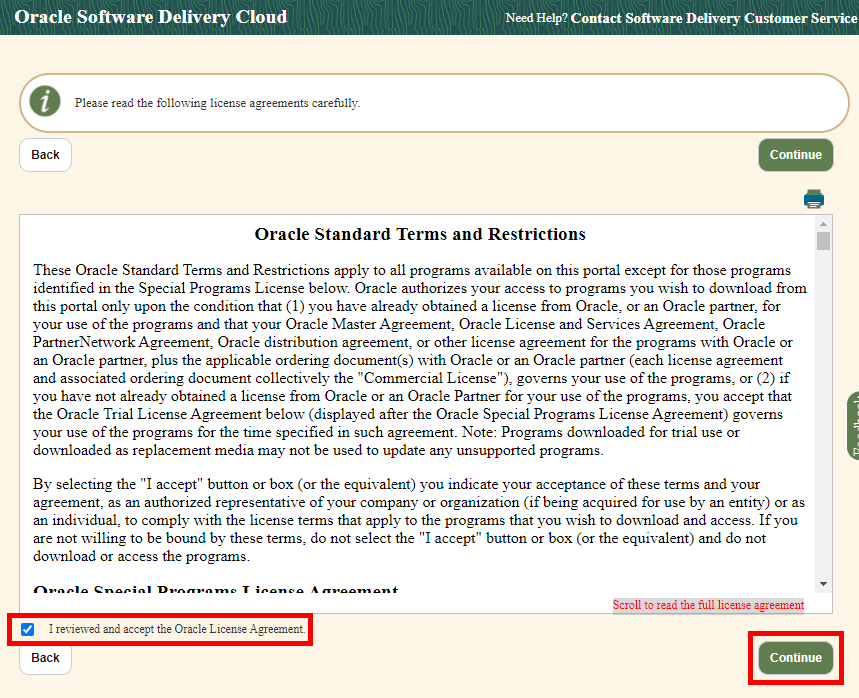 Oracle Software Delivery Cloud
Need Help? Contact Software Delivery Customer Service
i
Please read the following license agreements carefully.
Back
Continue
Oracle Standard Terms and Restrictions
These Oracle Standard Terms and Restrictions apply to all programs available on this portal except for those programs
identified in the Special Programs License below. Oracle authorizes your access to programs you wish to download from
this portal only upon the condition that (1) you have already obtained a license from Oracle, or an Oracle partner, for
your use of the programs and that your Oracle Master Agreement, Oracle License and Services Agreement, Oracle
PartnerNetwork Agreement, Oracle distribution agreement, or other license agreement for the programs with Oracle or
an Oracle partner, plus the applicable ordering document(s) with Oracle or an Oracle partner (each license agreement
and associated ordering document collectively the "Commercial License"), governs your use of the programs, or (2) if
you have not already obtained a license from Oracle or an Oracle Partner for your use of the programs, you accept that
the Oracle Trial License Agreement below (displayed after the Oracle Special Programs License Agreement) governs
your use of the programs for the time specified in such agreement. Note: Programs downloaded for trial use or
downloaded as replacement media may not be used to update any unsupported programs.
By selecting the "I accept" button or box (or the equivalent) you indicate your acceptance of these terms and your
agreement, as an authorized representative of your company or organization (if being acquired for use by an entity) or as
an individual, to comply with the license terms that apply to the programs that you wish to download and access. If you
are not willing to be bound by these terms, do not select the "I accept" button or box (or the equivalent) and do not
download or access the programs.
Oracle Special Programs License Agreement
Scroll to read the full license agreement
I reviewed and accept the Oracle License Agreement.
Back
Continue